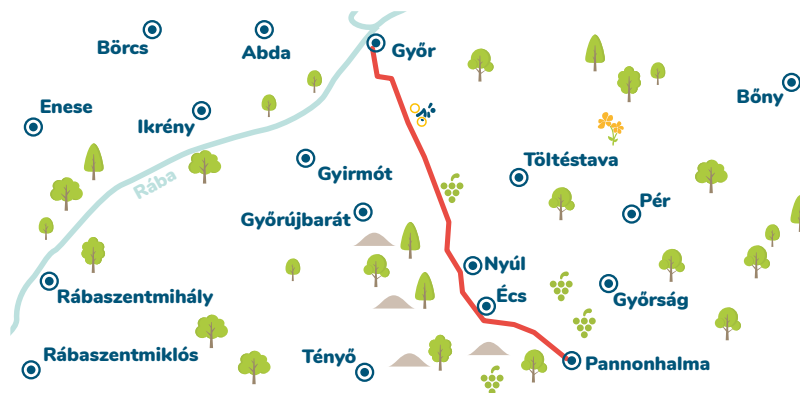 Börcs
Abda
Győr
Enese
Ikrény
Bőny
Rába
Gyirmót
Töltéstava
Győrújbarát
Pér
Nyúl
Rábaszentmihály
Écs
Győrság
Rábaszentmiklós
Tényő
Pannonhalma